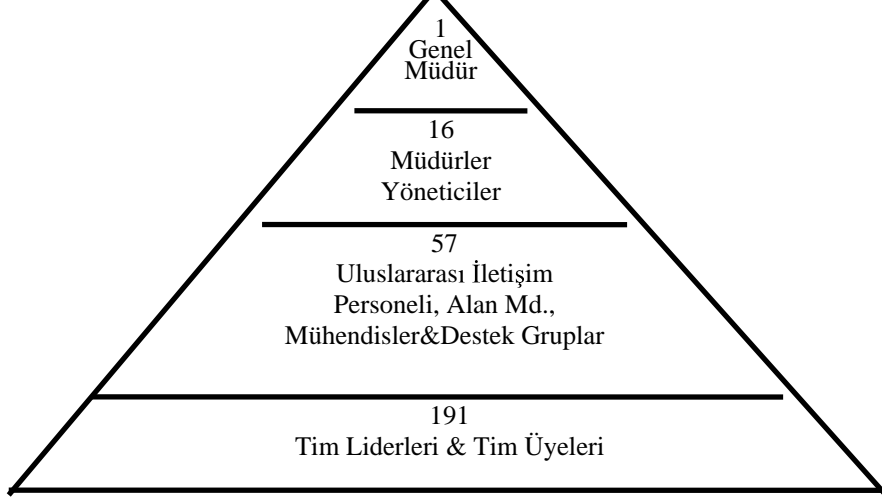 1
Genel
Müdür
16
Müdürler
Yöneticiler
57
Uluslararası İletişim
Personeli, Alan Md.,
Mühendisler&Destek Gruplar
191
Tim Liderleri & Tim Üyeleri